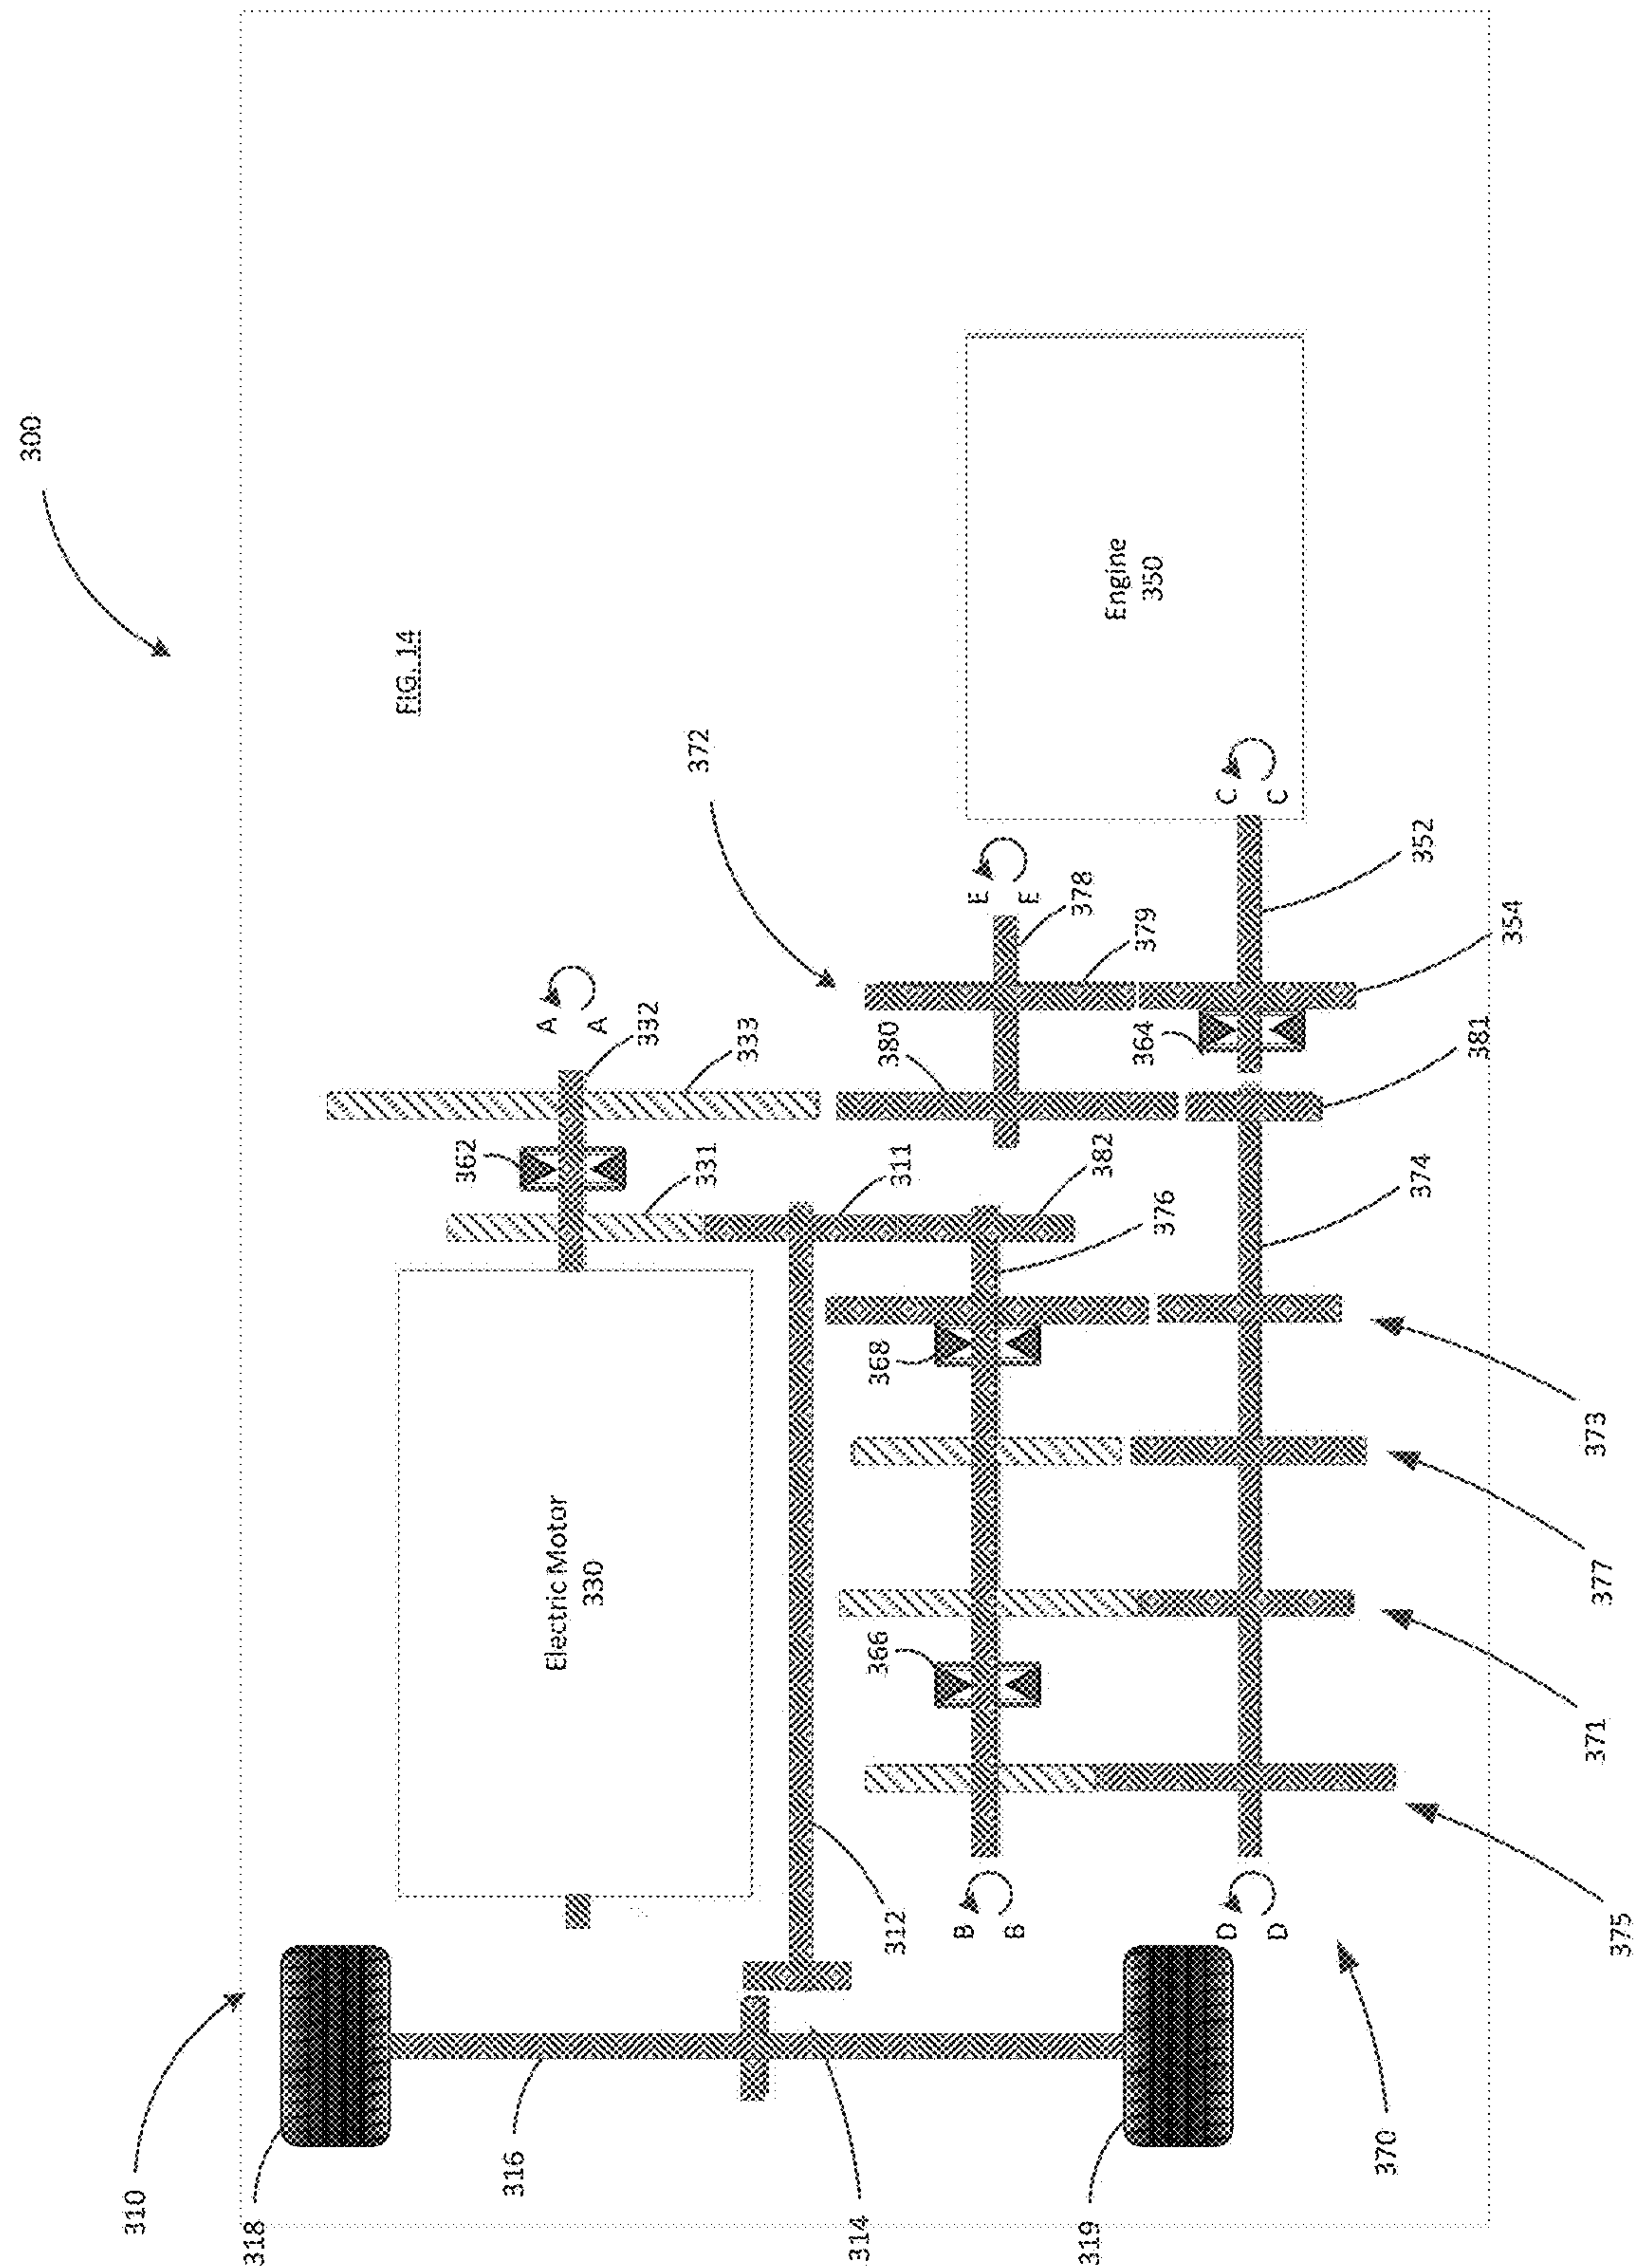 300
FIG. 14
310
318
316
314
319
370
Electric Motor
330
312
A
A
332
333
362
331
311
382
376
368
366
B
B
D
D
372
E
E
378
379
380
364
Engine
350
C
C
352
354
381
374
373
377
371
375